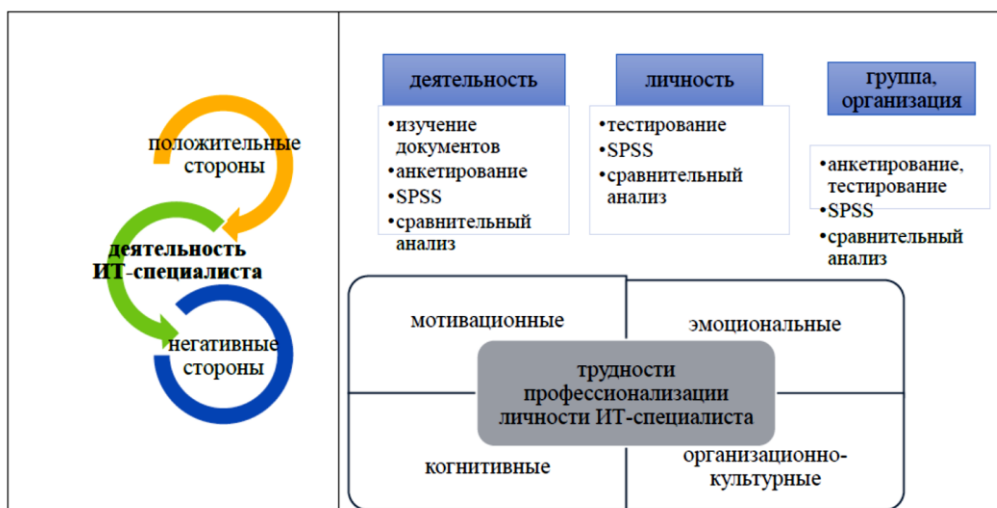 положительные
стороны
деятельность
ИТ-специалиста
негативные
стороны
деятельность
•изучение
документов
•анкетирование
•SPSS
•сравнительный
анализ
личность
•тестирование
•SPSS
•сравнительный
анализ
группа,
организация
•анкетирование,
тестирование
•SPSS
•сравнительный
анализ
мотивационные
эмоциональные
трудности
профессионализации
личности ИТ-специалиста
когнитивные
организационно-
культурные